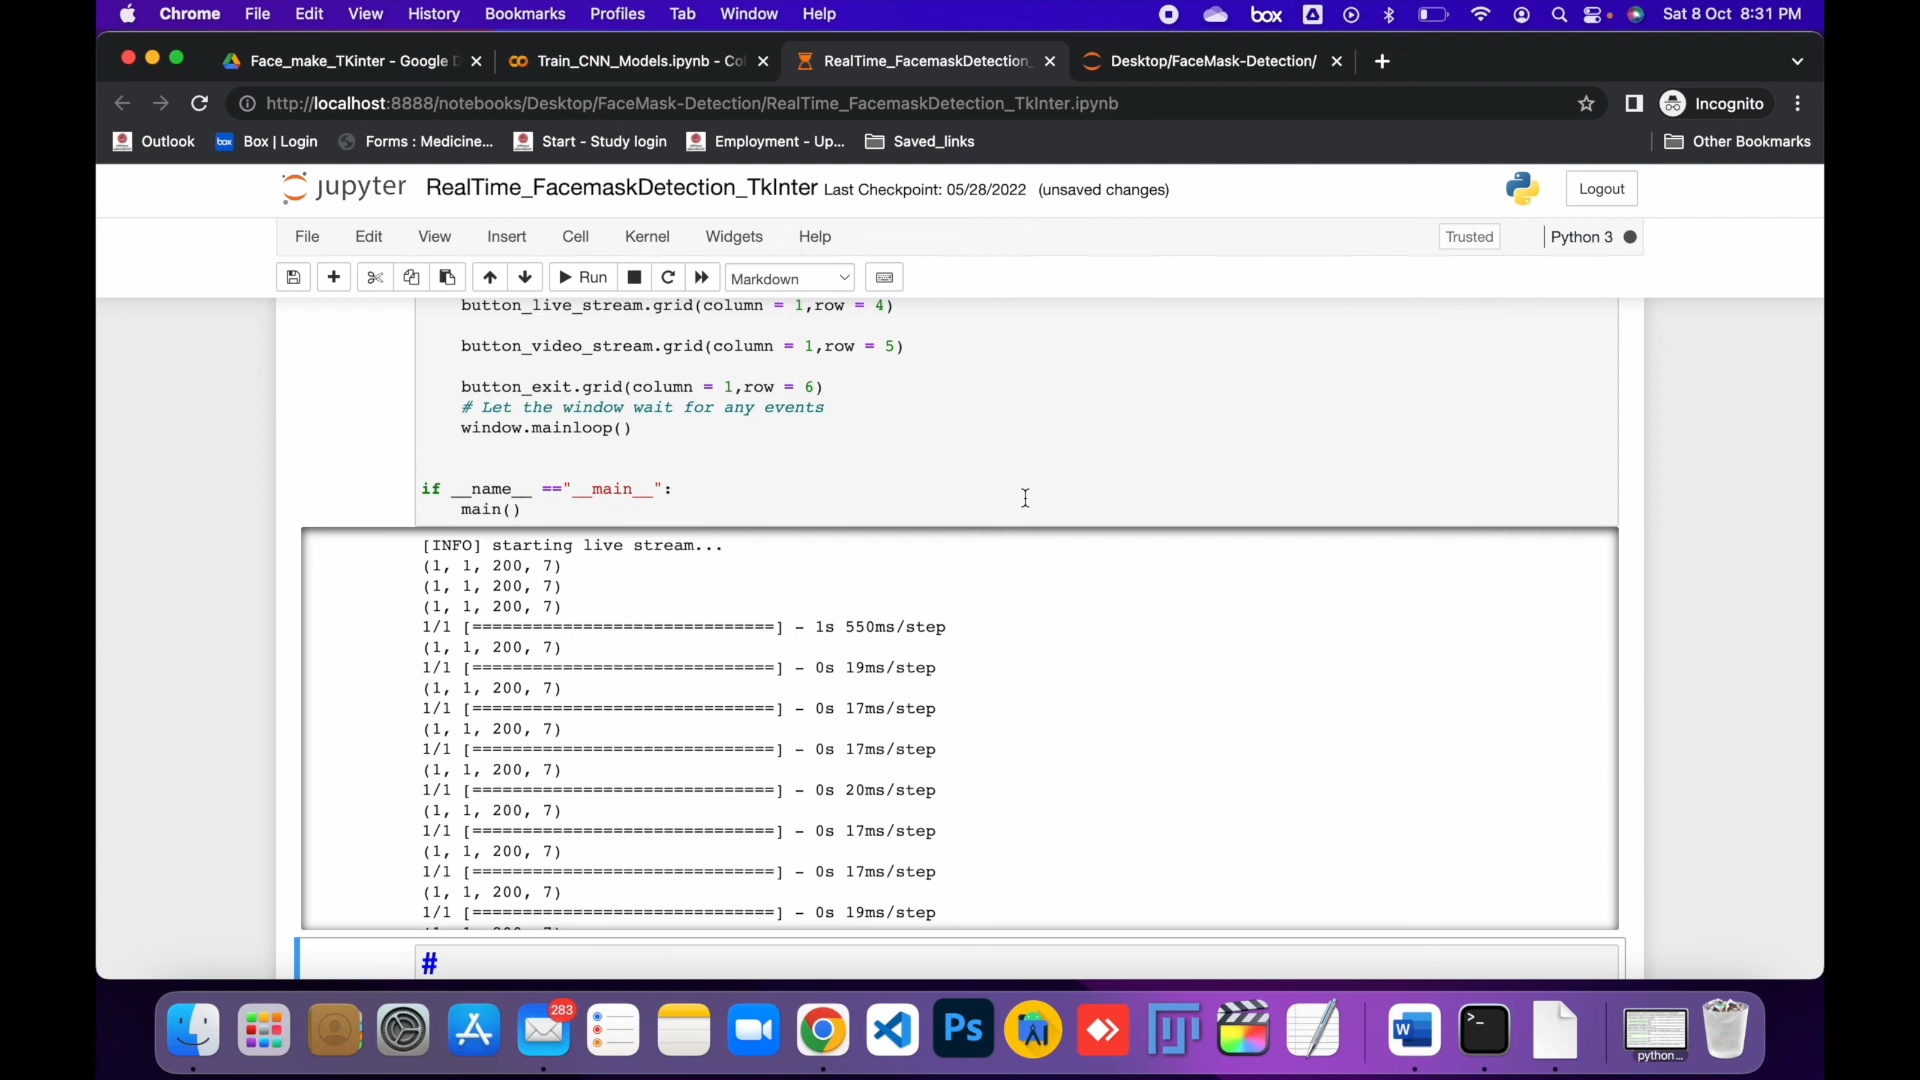 Chrome File Edit View History Bookmarks Profiles Tab Window Help box Sat 8 Oct 8:31 PM
Face_make_TKinter - Google D Train_CNN_Models.ipynb - Col RealTime_FacemaskDetection_ Desktop/FaceMask-Detection/
http://localhost:8888/notebooks/Desktop/FaceMask-Detection/RealTime_FacemaskDetection_TkInter.ipynb Incognito
Outlook box Box | Login Forms : Medicine... Start - Study login Employment - Up... Saved_links Other Bookmarks
jupyter RealTime_FacemaskDetection_TkInter Last Checkpoint: 05/28/2022 (unsaved changes) Logout
File Edit View Insert Cell Kernel Widgets Help Trusted Python 3
Run Markdown
button_live_stream.grid(column = 1,row = 4)
button_video_stream.grid(column = 1,row = 5)
button_exit.grid(column = 1,row = 6)
# Let the window wait for any events
window.mainloop()
if __name__ =="__main__":
main()
[INFO] starting live stream...
(1, 1, 200, 7)
(1, 1, 200, 7)
(1, 1, 200, 7)
1/1 [==============================] - 1s 550ms/step
(1, 1, 200, 7)
1/1 [==============================] - 0s 19ms/step
(1, 1, 200, 7)
1/1 [==============================] - 0s 17ms/step
(1, 1, 200, 7)
1/1 [==============================] - 0s 17ms/step
(1, 1, 200, 7)
1/1 [==============================] - 0s 20ms/step
(1, 1, 200, 7)
1/1 [==============================] - 0s 17ms/step
(1, 1, 200, 7)
1/1 [==============================] - 0s 17ms/step
(1, 1, 200, 7)
1/1 [==============================] - 0s 19ms/step
#
283
Ps
W
>_
python...